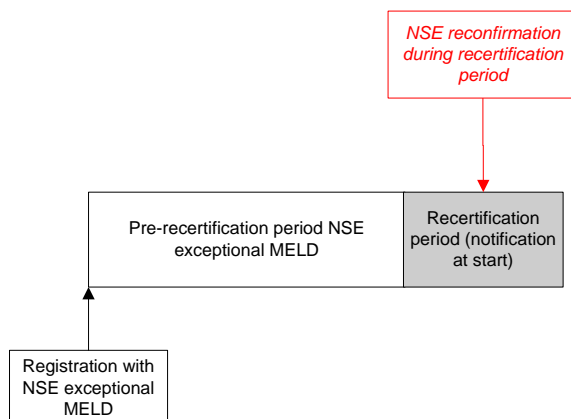 NSE reconfirmation
during recertification
period
Pre-recertification period NSE
exceptional MELD
Recertification
period (notification
at start)
Registration with
NSE exceptional
MELD